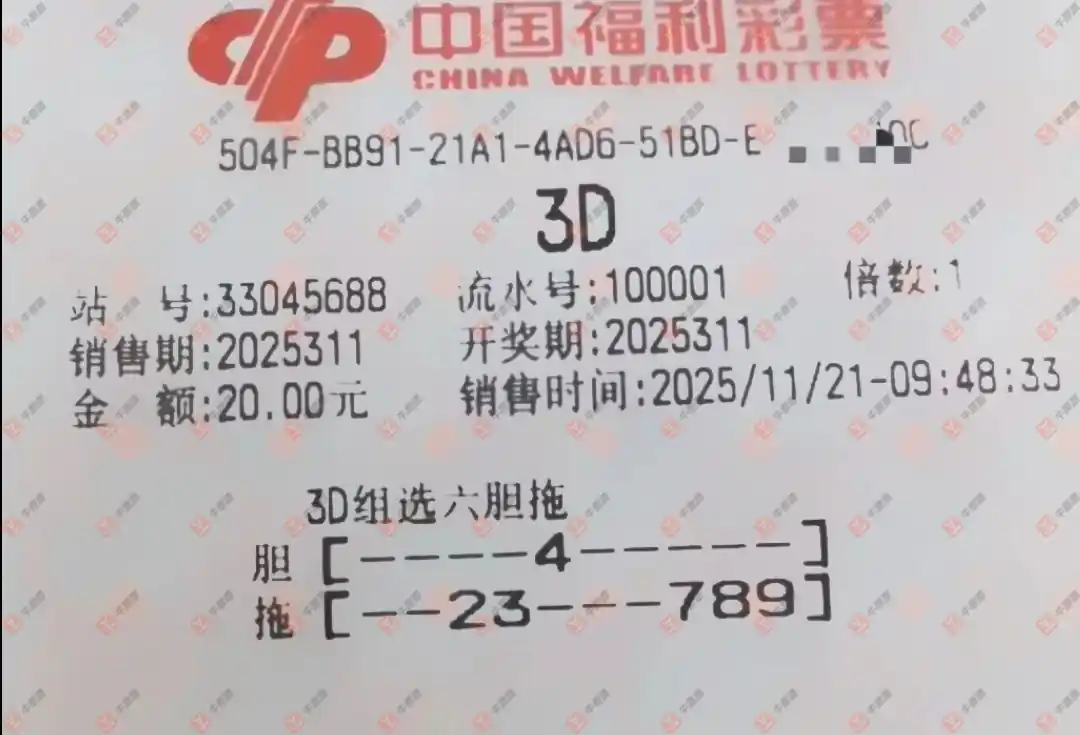 中国福利彩票
CHINA WELFARE LOTTERY
504F-BB91-21A1-4AD6-51BD-E
3D
站 号:33045688 流水号:100001 倍数:1
销售期:2025311 开奖期:2025311
金 额:20.00元 销售时间:2025/11/21-09:48:33
3D组选六胆拖
胆 [----4-----]
拖 [--23---789]